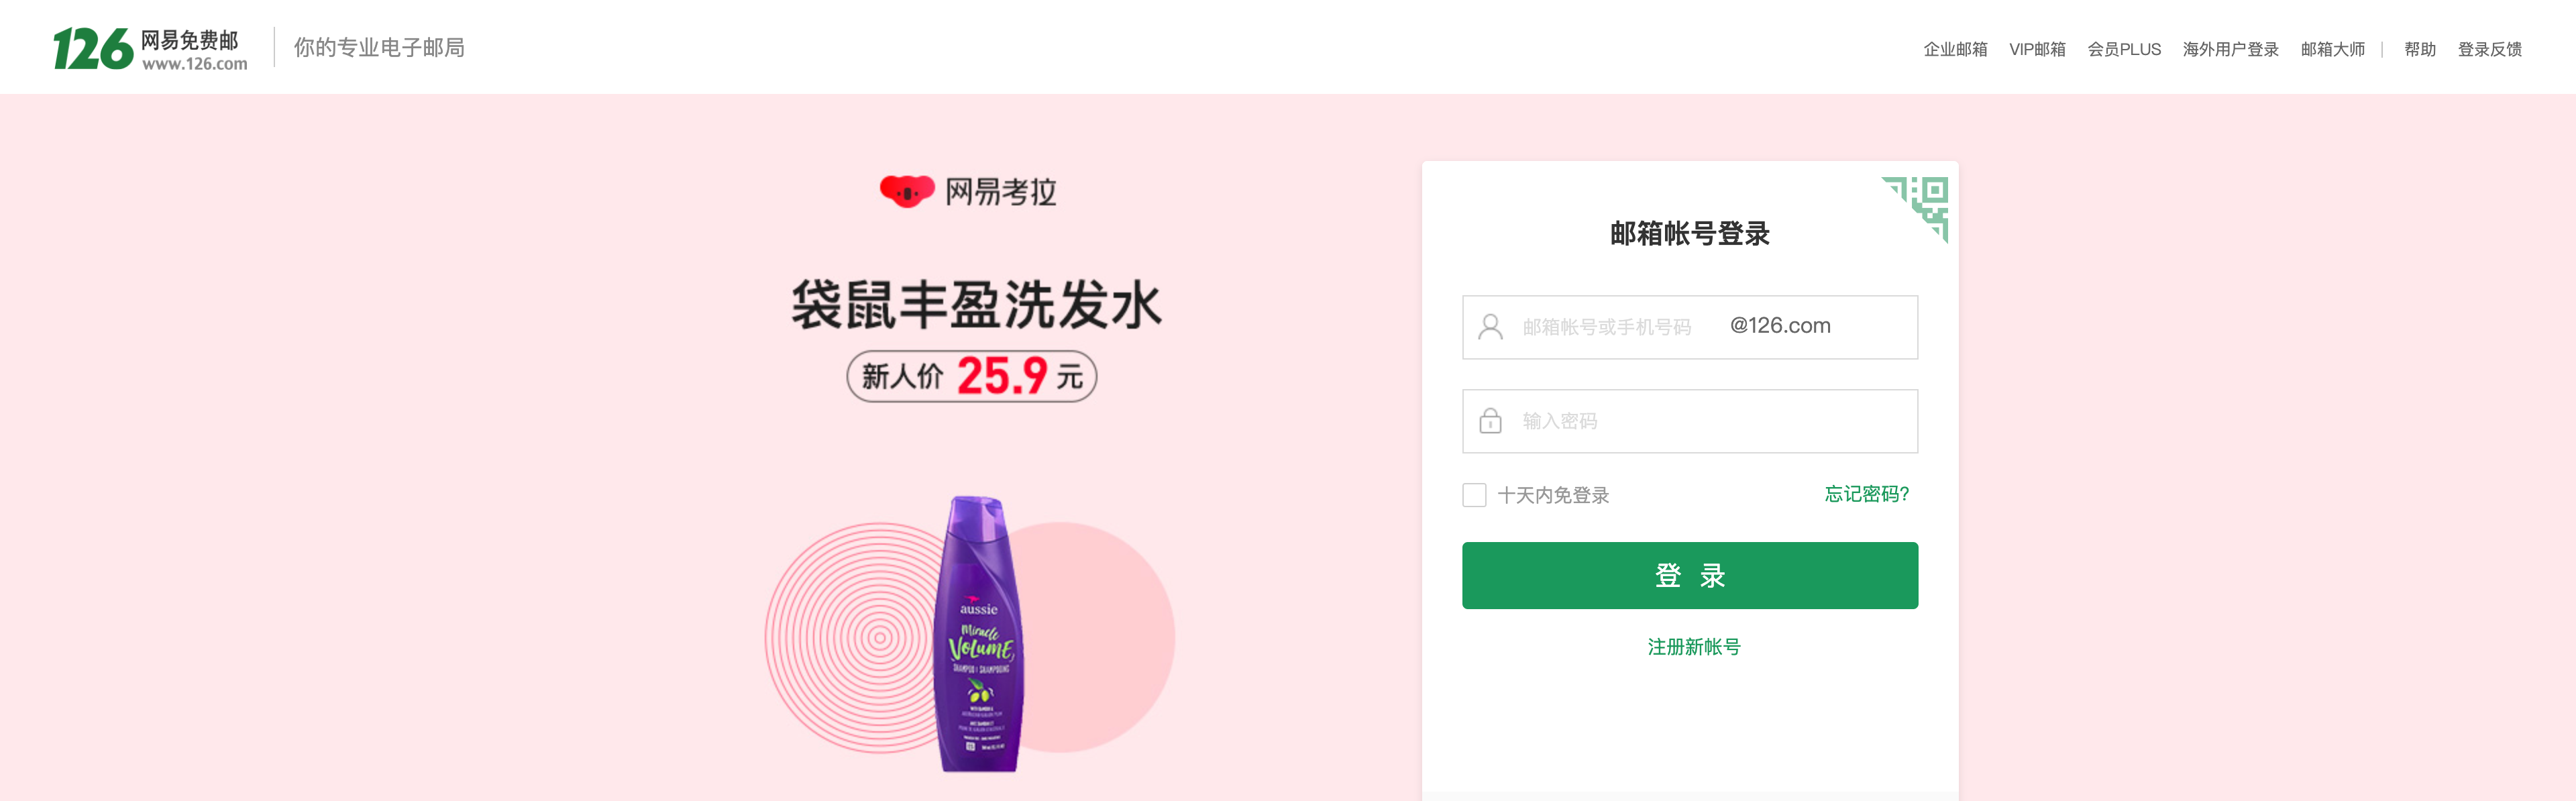 126 网易免费邮
www.126.com
你的专业电子邮局
企业邮箱 VIP邮箱 会员PLUS 海外用户登录 邮箱大师 | 帮助 登录反馈
网易考拉
袋鼠丰盈洗发水
新人价 25.9 元
aussie
Miracle
VOLUME
SHAMPOO | SHAMPOOING
邮箱帐号登录
邮箱帐号或手机号码 @126.com
输入密码
十天内免登录 忘记密码?
登 录
注册新帐号